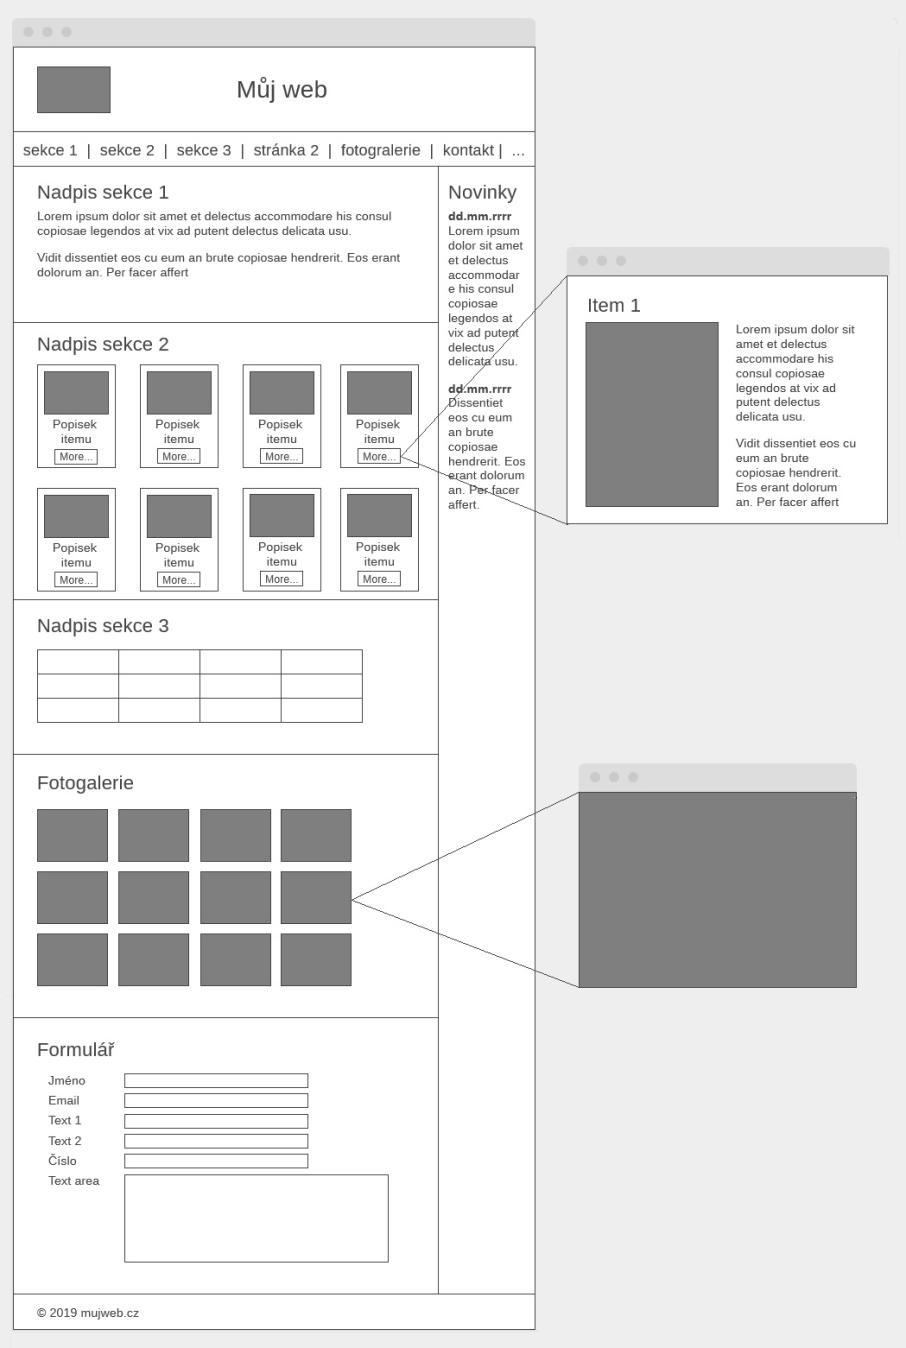 Můj web
sekce 1 | sekce 2 | sekce 3 | stránka 2 | fotogralerie | kontakt | ...
Nadpis sekce 1
Lorem ipsum dolor sit amet et delectus accommodare his consul
copiosae legendos at vix ad putent delectus delicata usu.
Vidit dissentiet eos cu eum an brute copiosae hendrerit. Eos erant
dolorum an. Per facer affert
Nadpis sekce 2
Popisek
itemu
More...
Popisek
itemu
More...
Popisek
itemu
More...
Popisek
itemu
More...
Popisek
itemu
More...
Popisek
itemu
More...
Popisek
itemu
More...
Popisek
itemu
More...
Nadpis sekce 3
Fotogalerie
Formulář
Jméno
Email
Text 1
Text 2
Číslo
Text area
Novinky
dd.mm.rrrr
Lorem ipsum
dolor sit amet
et delectus
accommodar
e his consul
copiosae
legendos at
vix ad putent
delectus
delicata usu.
dd.mm.rrrr
Dissentiet
eos cu eum
an brute
copiosae
hendrerit. Eos
erant dolorum
an. Per facer
affert.
© 2019 mujweb.cz
Item 1
Lorem ipsum dolor sit
amet et delectus
accommodare his
consul copiosae
legendos at vix ad
putent delectus
delicata usu.
Vidit dissentiet eos cu
eum an brute
copiosae hendrerit.
Eos erant dolorum
an. Per facer affert